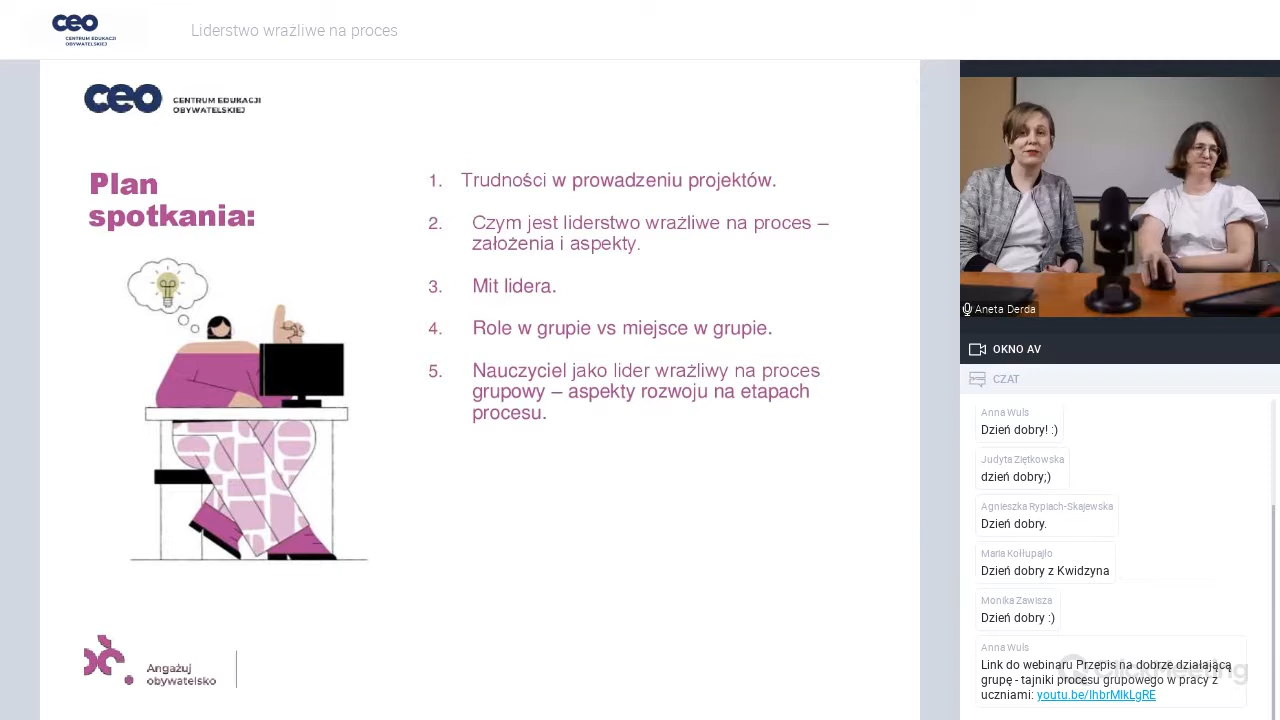 ceo
CENTRUM EDUKACJI
OBYWATELSKIEJ
Liderstwo wrażliwe na proces
ceo
CENTRUM EDUKACJI
OBYWATELSKIEJ
Plan
spotkania:
1. Trudności w prowadzeniu projektów.
2. Czym jest liderstwo wrażliwe na proces –
założenia i aspekty.
3. Mit lidera.
4. Role w grupie vs miejsce w grupie.
5. Nauczyciel jako lider wrażliwy na proces
grupowy – aspekty rozwoju na etapach
procesu.
Angażuj
obywatelsko
Aneta Derda
OKNO AV
CZAT
Anna Wuls
Dzień dobry! :)
Judyta Ziętkowska
dzień dobry;)
Agnieszka Rypiach-Skajewska
Dzień dobry.
Maria Kołłupajło
Dzień dobry z Kwidzyna
Monika Zawisza
Dzień dobry :)
Anna Wuls
Link do webinaru Przepis na dobrze działającą
grupę - tajniki procesu grupowego w pracy z
uczniami: youtu.be/IhbrMIkLgRE
ClickMeeting